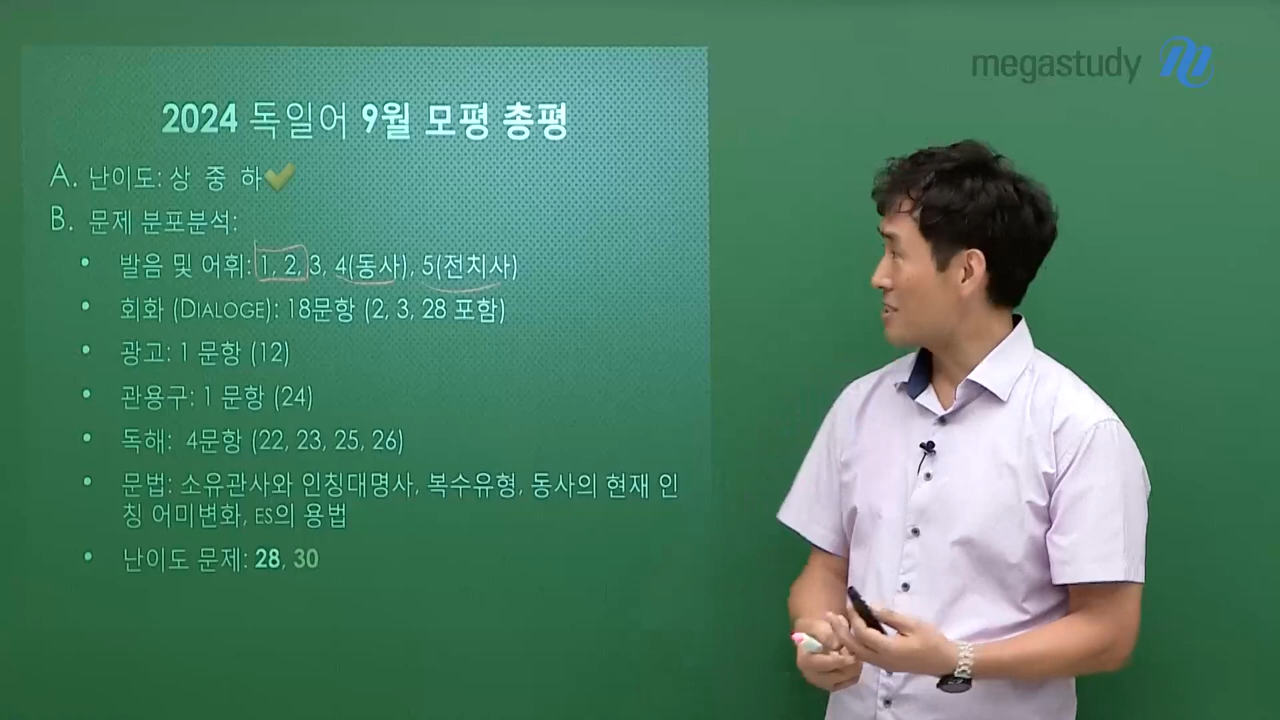 megastudy
2024 독일어 9월 모평 총평
A. 난이도: 상 중 하
B. 문제 분포분석:
• 발음 및 어휘: 1, 2, 3, 4(동사), 5(전치사)
• 회화 (DIALOGE): 18문항 (2, 3, 28 포함)
• 광고: 1 문항 (12)
• 관용구: 1 문항 (24)
• 독해: 4문항 (22, 23, 25, 26)
• 문법: 소유관사와 인칭대명사, 복수유형, 동사의 현재 인
칭 어미변화, ES의 용법
• 난이도 문제: 28, 30